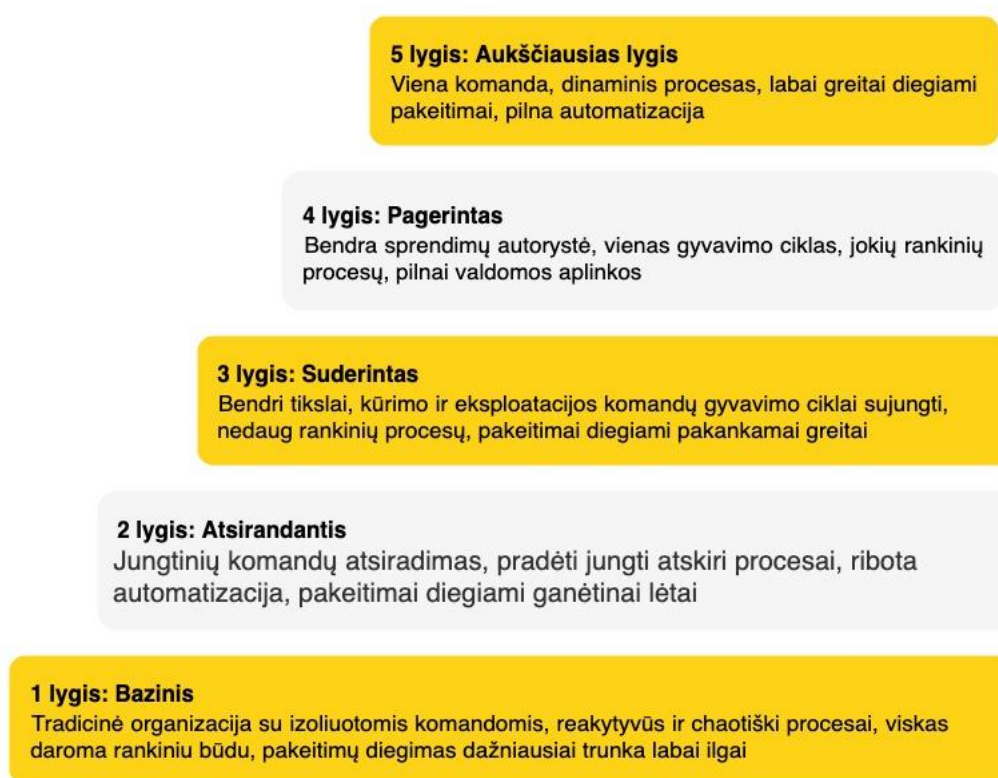 5 lygis: Aukščiausias lygis
Viena komanda, dinaminis procesas, labai greitai diegiami
pakeitimai, pilna automatizacija
4 lygis: Pagerintas
Bendra sprendimų autorystė, vienas gyvavimo ciklas, jokių rankinių
procesų, pilnai valdomos aplinkos
3 lygis: Suderintas
Bendri tikslai, kūrimo ir eksploatacijos komandų gyvavimo ciklai sujungti,
nedaug rankinių procesų, pakeitimai diegiami pakankamai greitai
2 lygis: Atsirandantis
Jungtinių komandų atsiradimas, pradėti jungti atskiri procesai, ribota
automatizacija, pakeitimai diegiami ganėtinai lėtai
1 lygis: Bazinis
Tradicinė organizacija su izoliuotomis komandomis, reakytyvūs ir chaotiški procesai, viskas
daroma rankiniu būdu, pakeitimų diegimas dažniausiai trunka labai ilgai